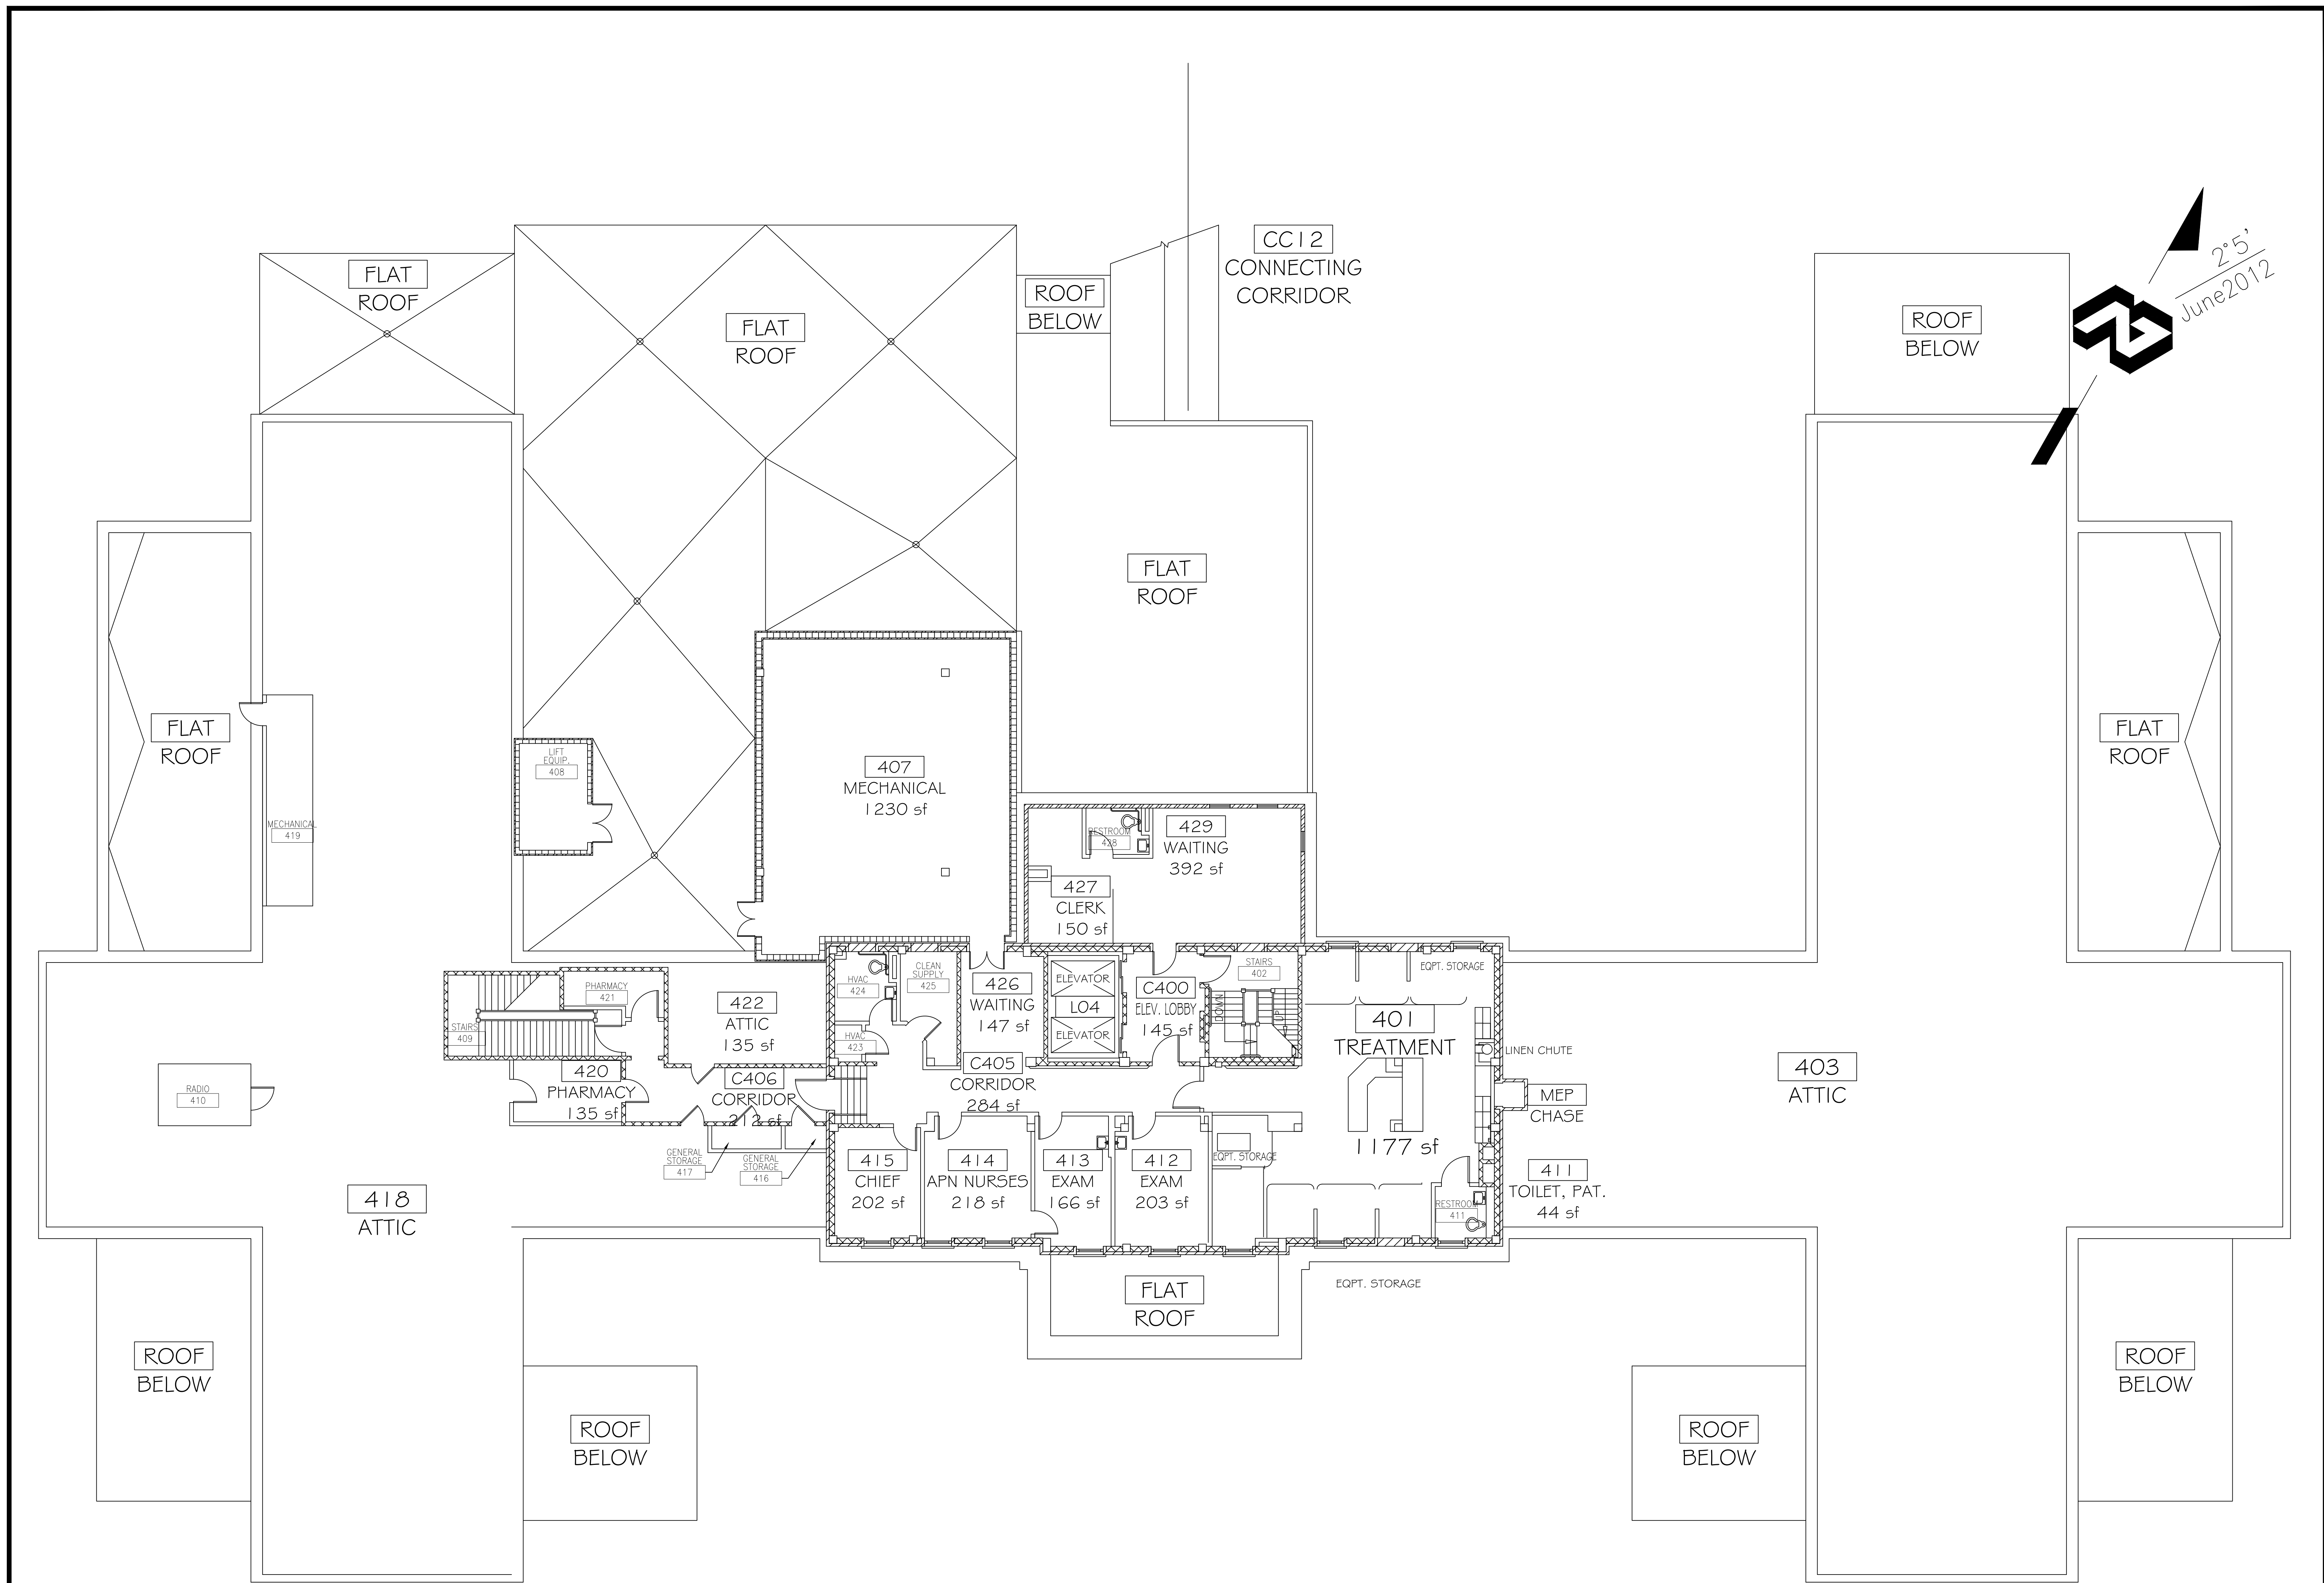 CC12
CONNECTING
CORRIDOR
2°5'
June2012
FLAT
ROOF
ROOF
BELOW
FLAT
ROOF
ROOF
BELOW
FLAT
ROOF
FLAT
ROOF
FLAT
ROOF
LIFT
EQUIP.
408
407
MECHANICAL
1230 sf
MECHANICAL
419
RESTROOM
428
429
WAITING
392 sf
427
CLERK
150 sf
HVAC
424
CLEAN
SUPPLY
425
426
WAITING
147 sf
ELEVATOR
L04
ELEVATOR
C400
ELEV. LOBBY
145 sf
STAIRS
402
DOWN
UP
EQPT. STORAGE
401
TREATMENT
1177 sf
PHARMACY
421
422
ATTIC
135 sf
STAIRS
409
HVAC
423
LINEN CHUTE
403
ATTIC
RADIO
410
420
PHARMACY
135 sf
C406
CORRIDOR
212 sf
C405
CORRIDOR
284 sf
MEP
CHASE
GENERAL
STORAGE
417
GENERAL
STORAGE
416
415
CHIEF
202 sf
414
APN NURSES
218 sf
413
EXAM
166 sf
412
EXAM
203 sf
EQPT. STORAGE
RESTROOM
411
411
TOILET, PAT.
44 sf
418
ATTIC
FLAT
ROOF
EQPT. STORAGE
ROOF
BELOW
ROOF
BELOW
ROOF
BELOW
ROOF
BELOW